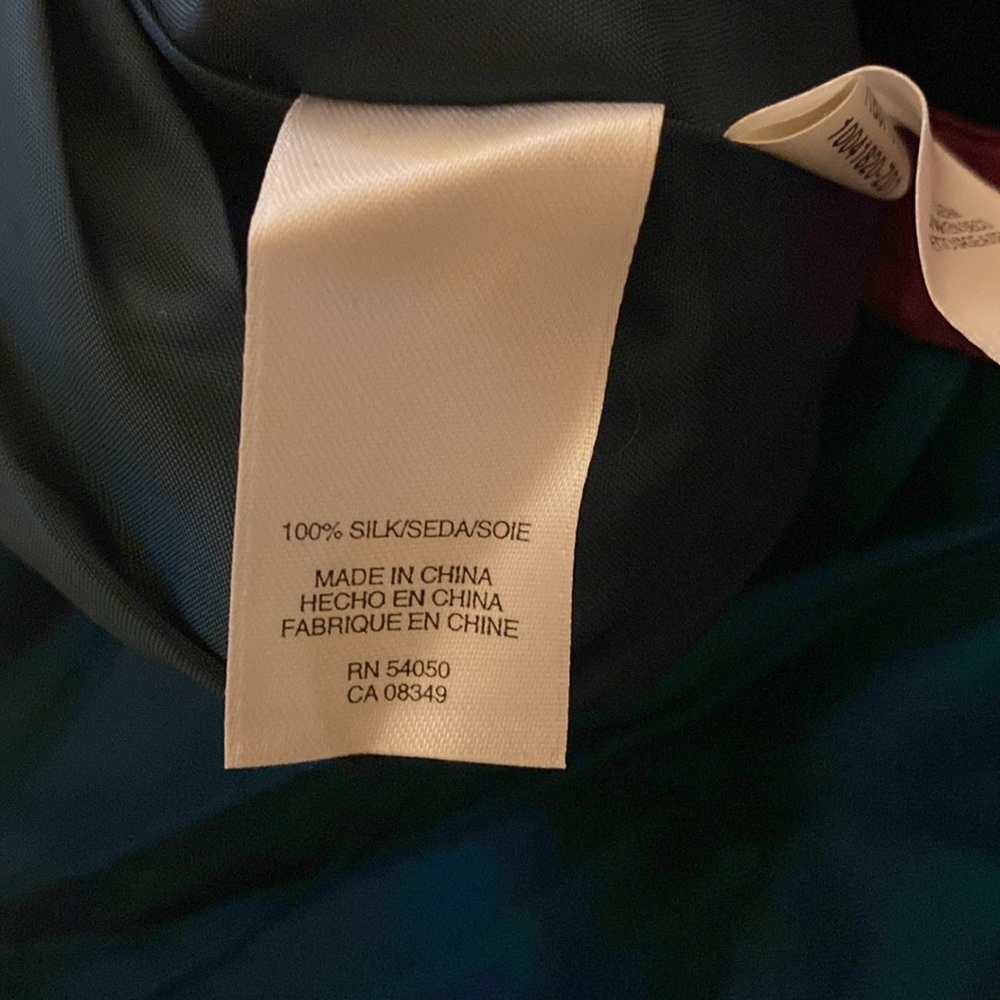 100% SILK/SEDA/SOIE
MADE IN CHINA
HECHO EN CHINA
FABRIQUE EN CHINE
RN 54050
CA 08349